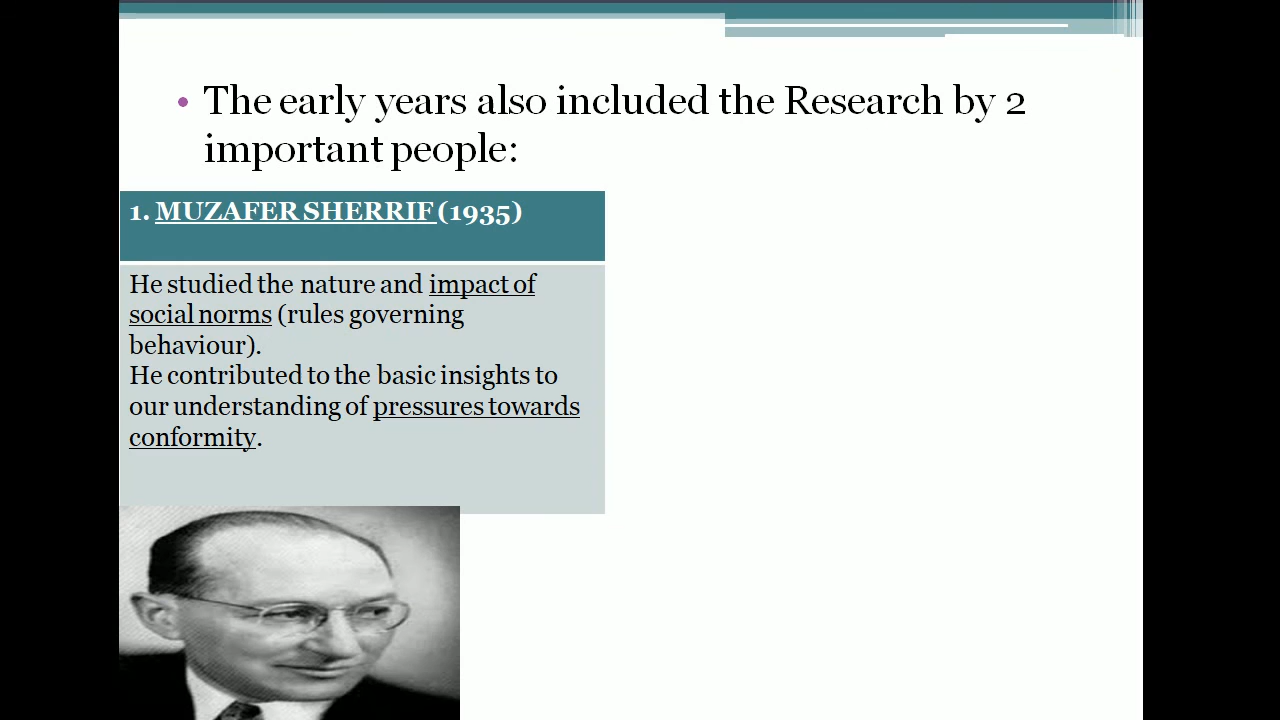 • The early years also included the Research by 2
important people:
1. MUZAFER SHERRIF (1935)
He studied the nature and impact of
social norms (rules governing
behaviour).
He contributed to the basic insights to
our understanding of pressures towards
conformity.